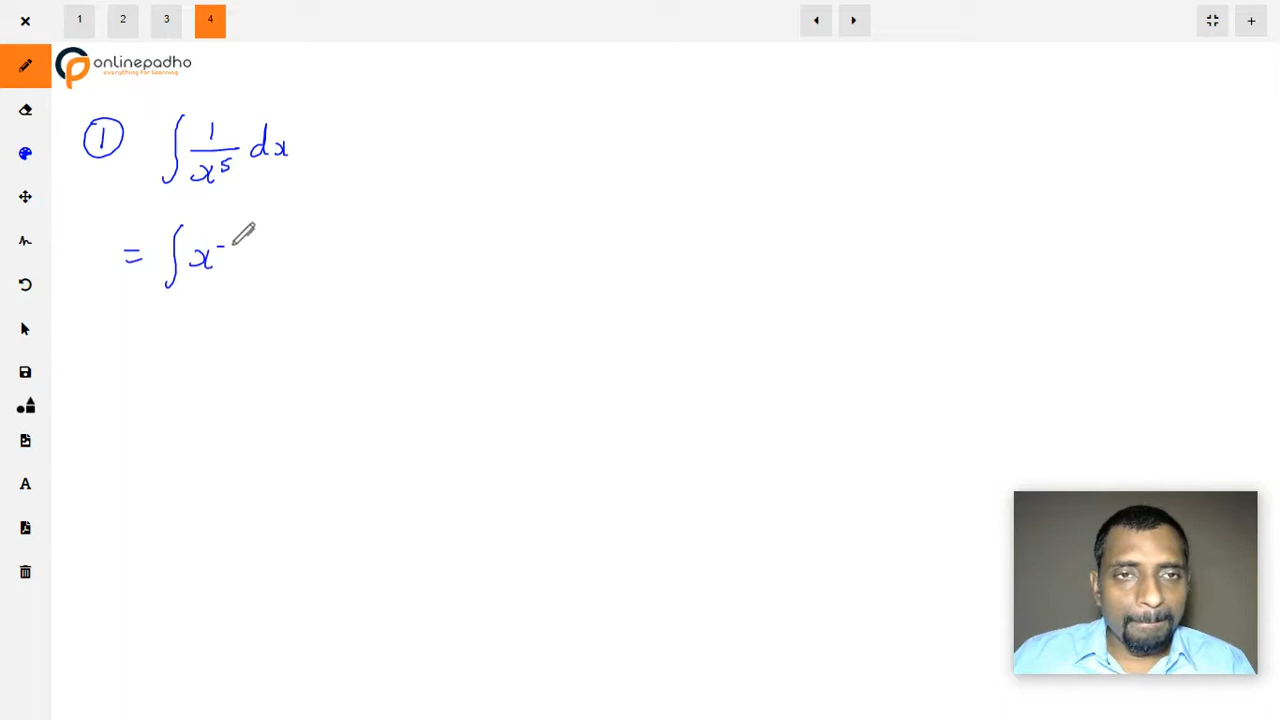 1 2 3 4
onlinepadho
everything for learning
① ∫ 1/x⁵ dx
= ∫ x⁻
A